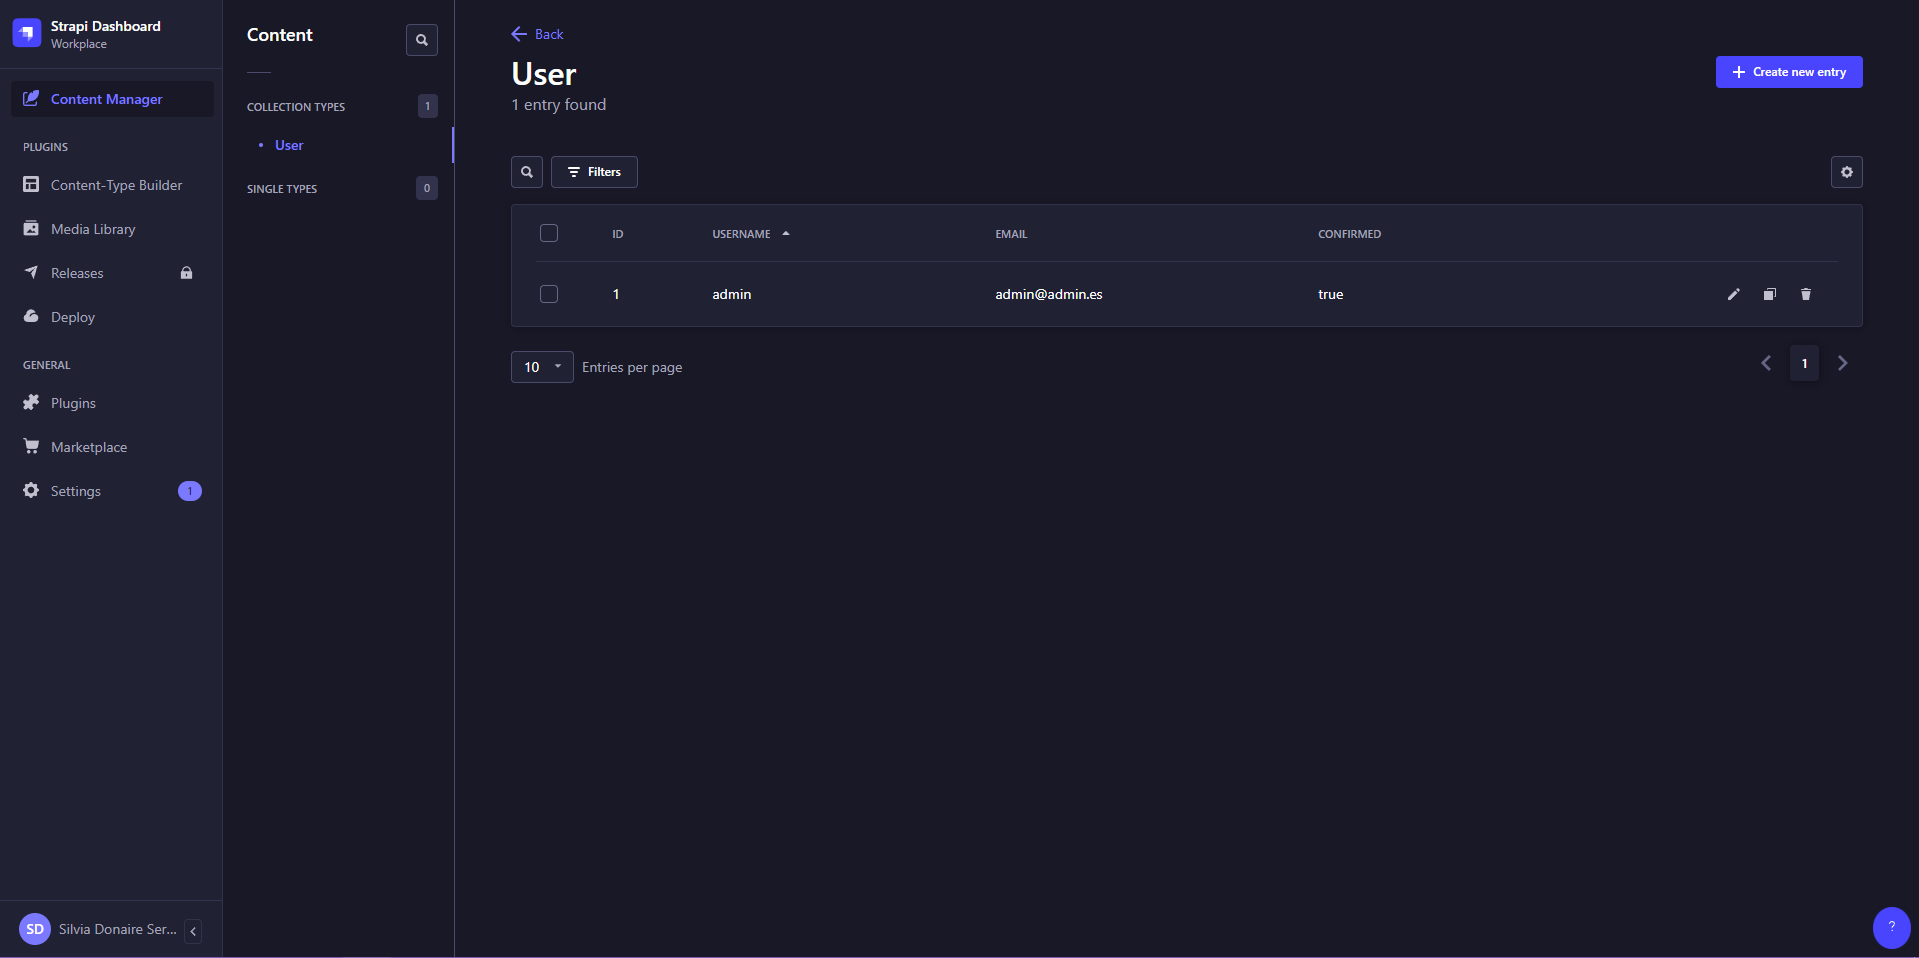 Strapi Dashboard
Workplace
Content Manager
PLUGINS
Content-Type Builder
Media Library
Releases
Deploy
GENERAL
Plugins
Marketplace
Settings 1
SD Silvia Donaire Ser...
Content
COLLECTION TYPES 1
User
SINGLE TYPES 0
Back
User
1 entry found
Create new entry
Filters
ID USERNAME EMAIL CONFIRMED
1 admin admin@admin.es true
10 Entries per page
1
?